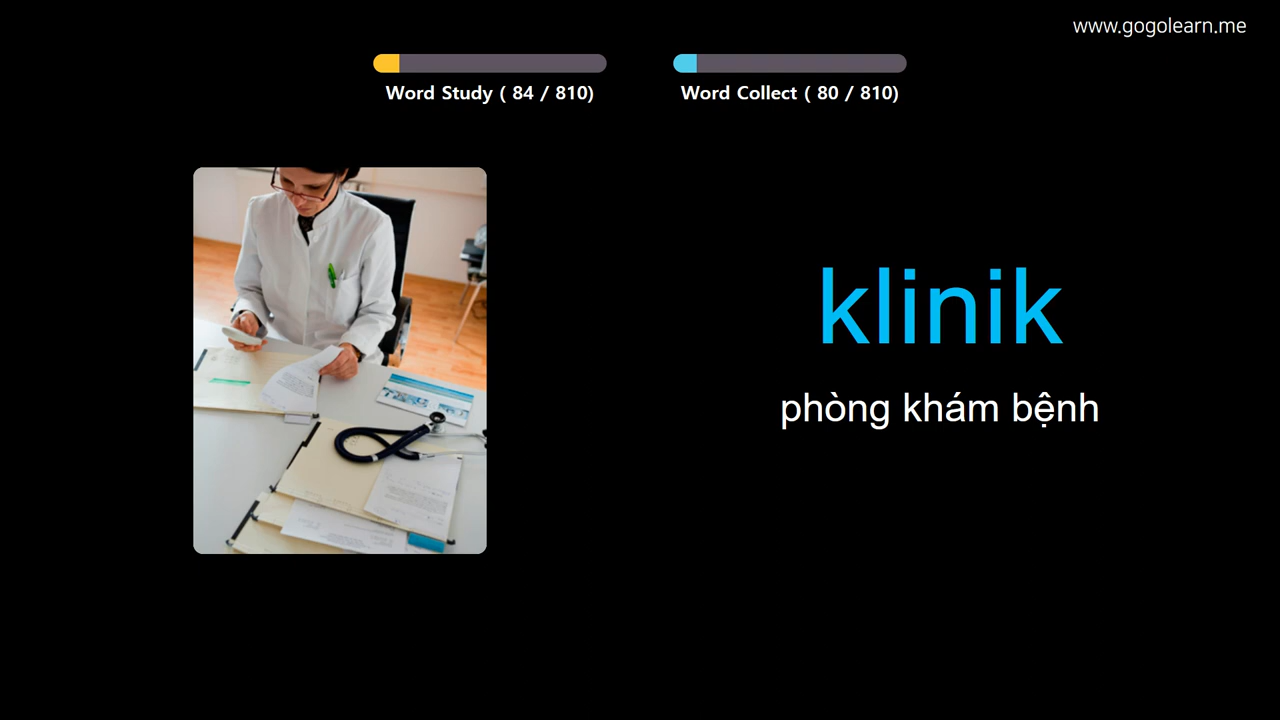 www.gogolearn.me
Word Study ( 84 / 810)
Word Collect ( 80 / 810)
klinik
phòng khám bệnh